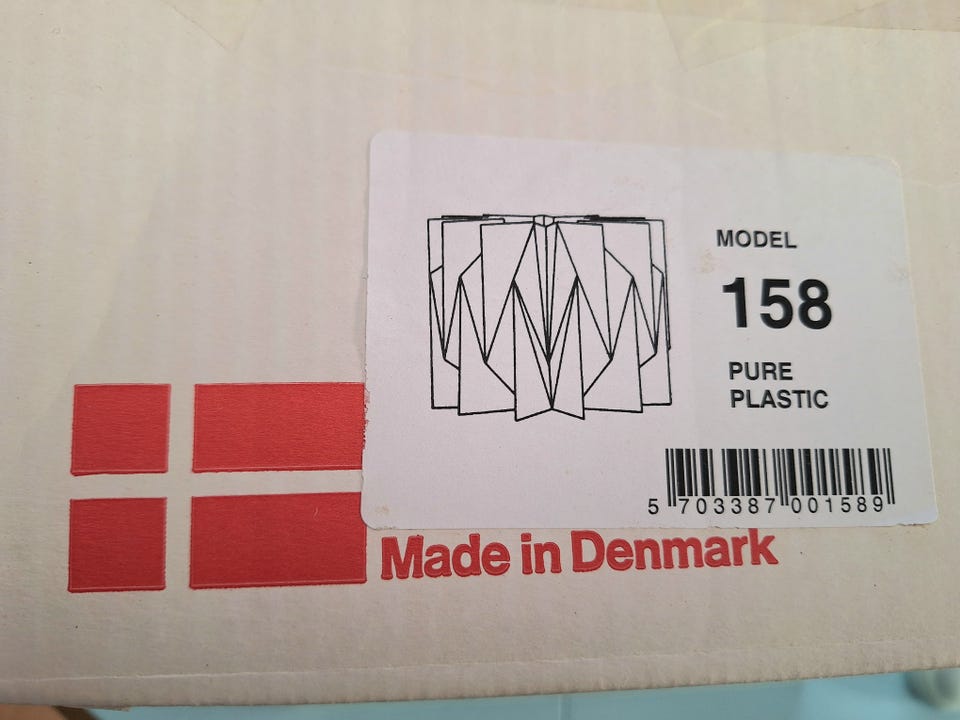 MODEL
158
PURE
PLASTIC
5 703387 001589
Made in Denmark